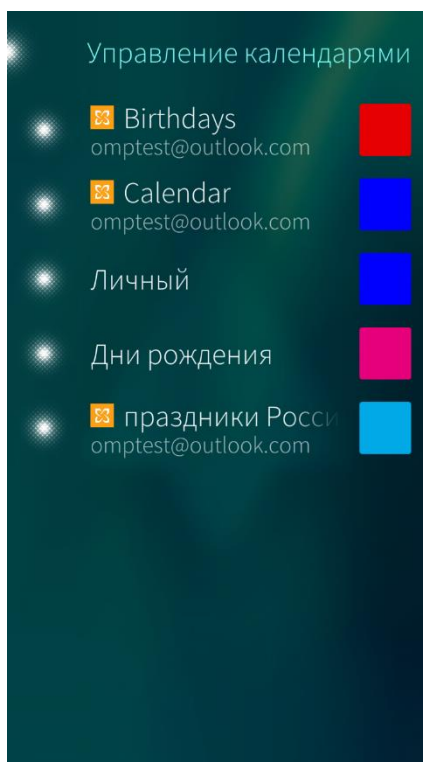 Управление календарями
Birthdays
omptest@outlook.com
Calendar
omptest@outlook.com
Личный
Дни рождения
праздники Росси
omptest@outlook.com